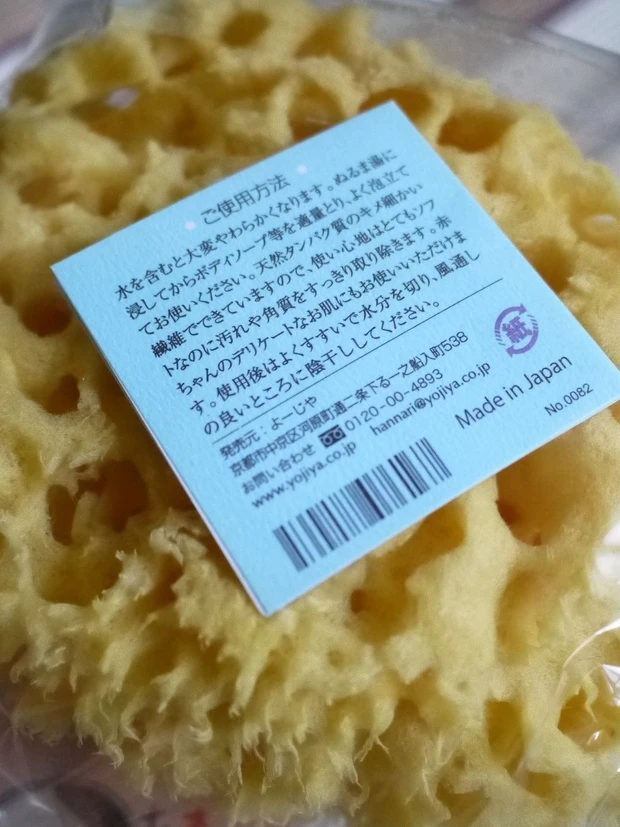 ご使用方法
水を含むと大変やわらかくなります。ぬるま湯に
浸してからボディソープ等を適量とり、よく泡立て
てお使いください。天然タンパク質のキメ細かい
繊維でできていますので、使い心地はとてもソフ
トなのに汚れや角質をすっきり取り除きます。赤
ちゃんのデリケートなお肌にもお使いいただけま
す。使用後はよくすすいで水分を切り、風通し
の良いところに陰干ししてください。
発売元：よーじや
京都市中京区河原町通二条下る一之船入町538
お問い合わせ 0120-00-4893
www.yojiya.co.jp hannari@yojiya.co.jp
紙
Made in Japan
No.0082